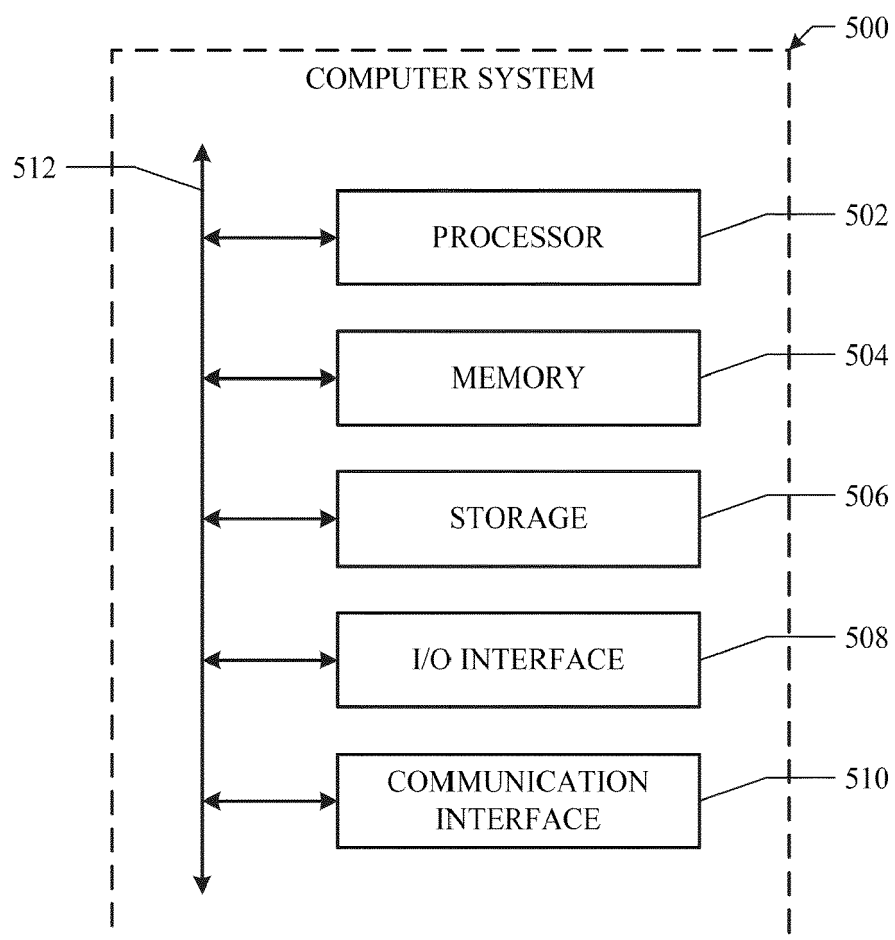 500
COMPUTER SYSTEM
512
PROCESSOR
502
MEMORY
504
STORAGE
506
I/O INTERFACE
508
COMMUNICATION
INTERFACE
510